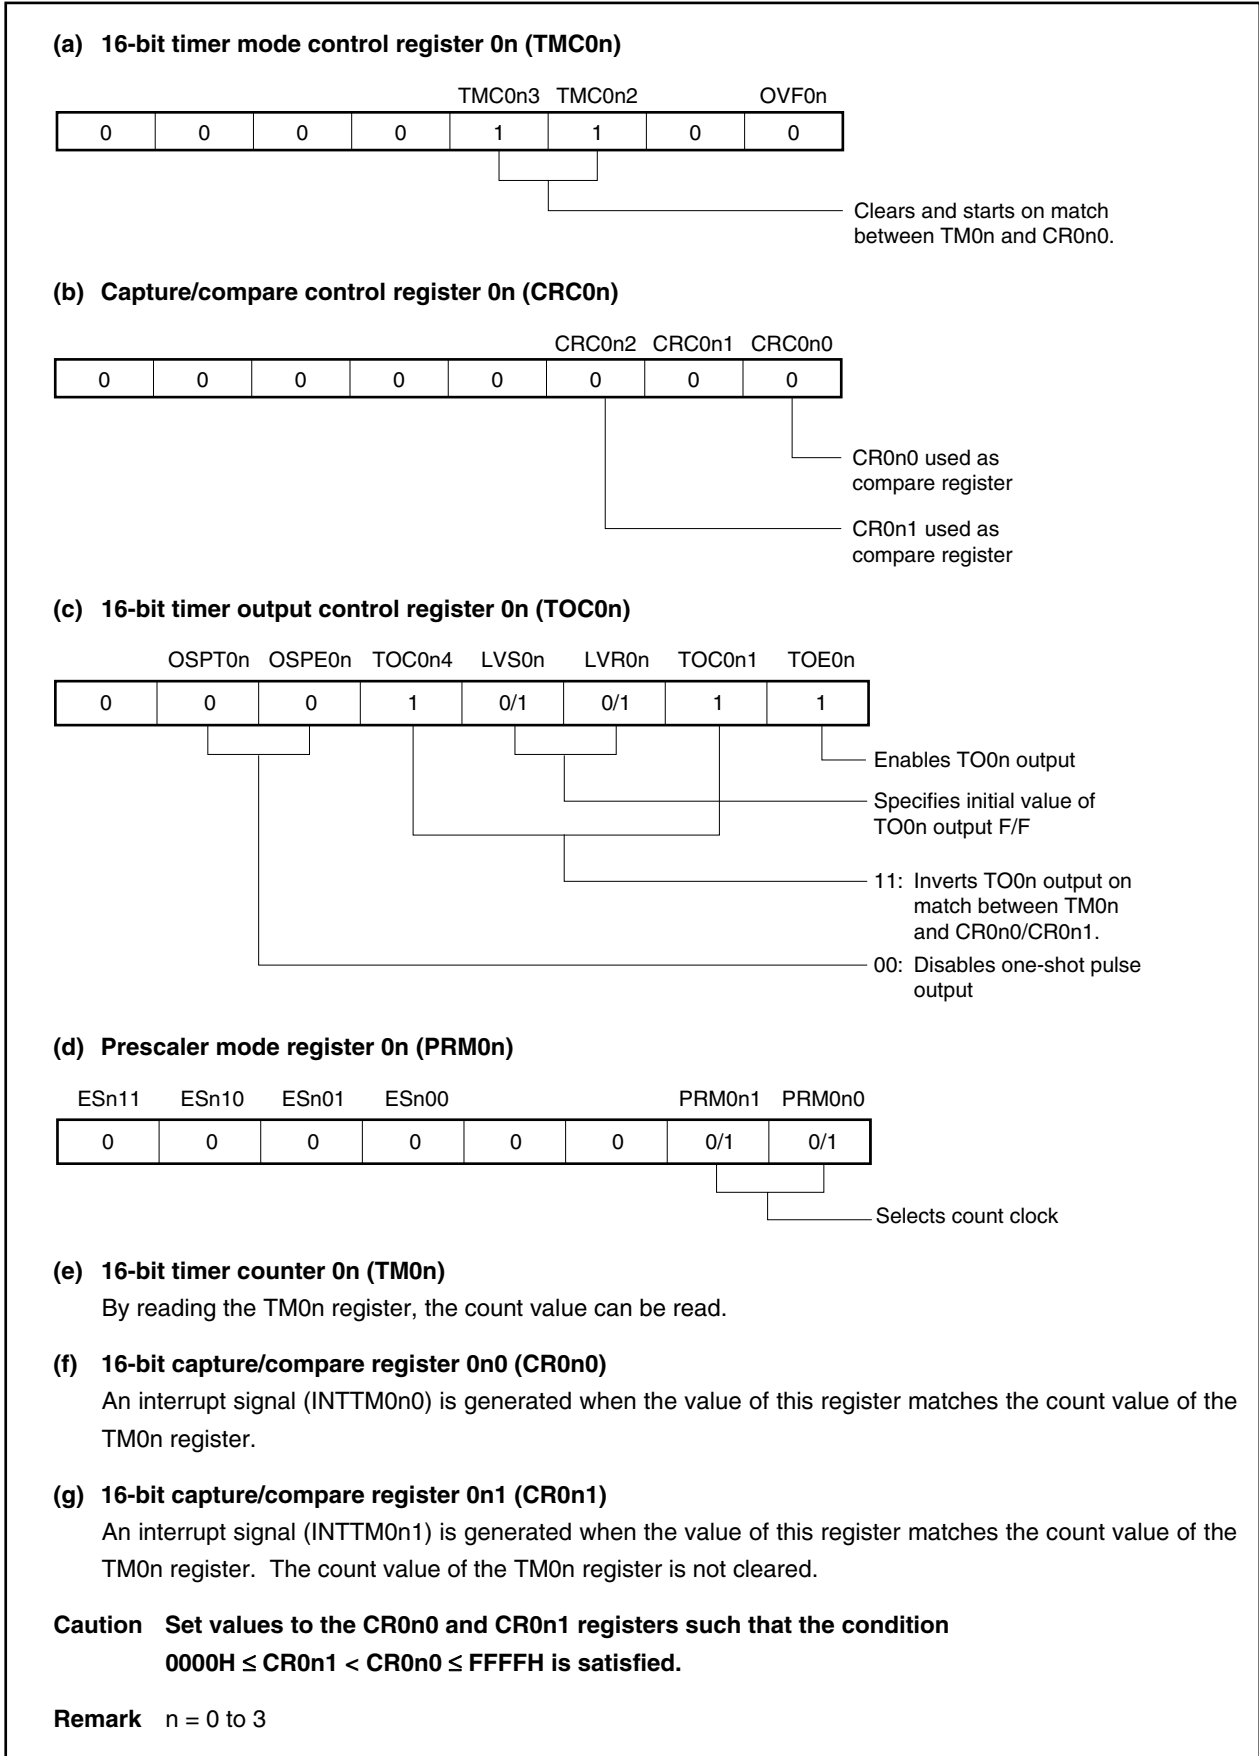 (a) 16-bit timer mode control register 0n (TMC0n)
TMC0n3 TMC0n2 OVF0n
0 0 0 0 1 1 0 0
Clears and starts on match
between TM0n and CR0n0.
(b) Capture/compare control register 0n (CRC0n)
CRC0n2 CRC0n1 CRC0n0
0 0 0 0 0 0 0 0
CR0n0 used as
compare register
CR0n1 used as
compare register
(c) 16-bit timer output control register 0n (TOC0n)
OSPT0n OSPE0n TOC0n4 LVS0n LVR0n TOC0n1 TOE0n
0 0 0 1 0/1 0/1 1 1
Enables TO0n output
Specifies initial value of
TO0n output F/F
11: Inverts TO0n output on
match between TM0n
and CR0n0/CR0n1.
00: Disables one-shot pulse
output
(d) Prescaler mode register 0n (PRM0n)
ESn11 ESn10 ESn01 ESn00 PRM0n1 PRM0n0
0 0 0 0 0 0 0/1 0/1
Selects count clock
(e) 16-bit timer counter 0n (TM0n)
By reading the TM0n register, the count value can be read.
(f) 16-bit capture/compare register 0n0 (CR0n0)
An interrupt signal (INTTM0n0) is generated when the value of this register matches the count value of the
TM0n register.
(g) 16-bit capture/compare register 0n1 (CR0n1)
An interrupt signal (INTTM0n1) is generated when the value of this register matches the count value of the
TM0n register. The count value of the TM0n register is not cleared.
Caution Set values to the CR0n0 and CR0n1 registers such that the condition
0000H ≤ CR0n1 < CR0n0 ≤ FFFFH is satisfied.
Remark n = 0 to 3